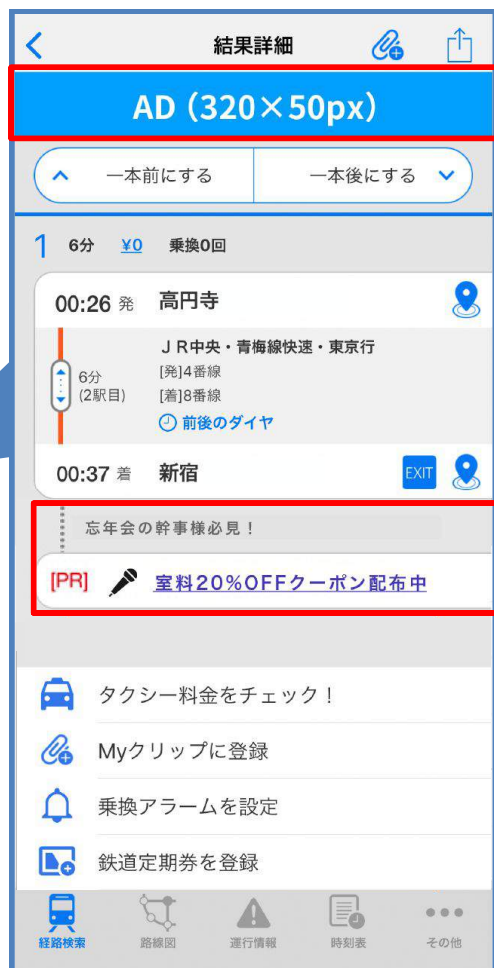 結果詳細
AD（320×50px）
一本前にする 一本後にする
1 6分 ¥0 乗換0回
00:26 発 高円寺
ＪＲ中央・青梅線快速・東京行
6分
(2駅目)
[発]4番線
[着]8番線
前後のダイヤ
00:37 着 新宿 EXIT
忘年会の幹事様必見！
[PR] 室料20%OFFクーポン配布中
タクシー料金をチェック！
Myクリップに登録
乗換アラームを設定
鉄道定期券を登録
経路検索 路線図 運行情報 時刻表 その他